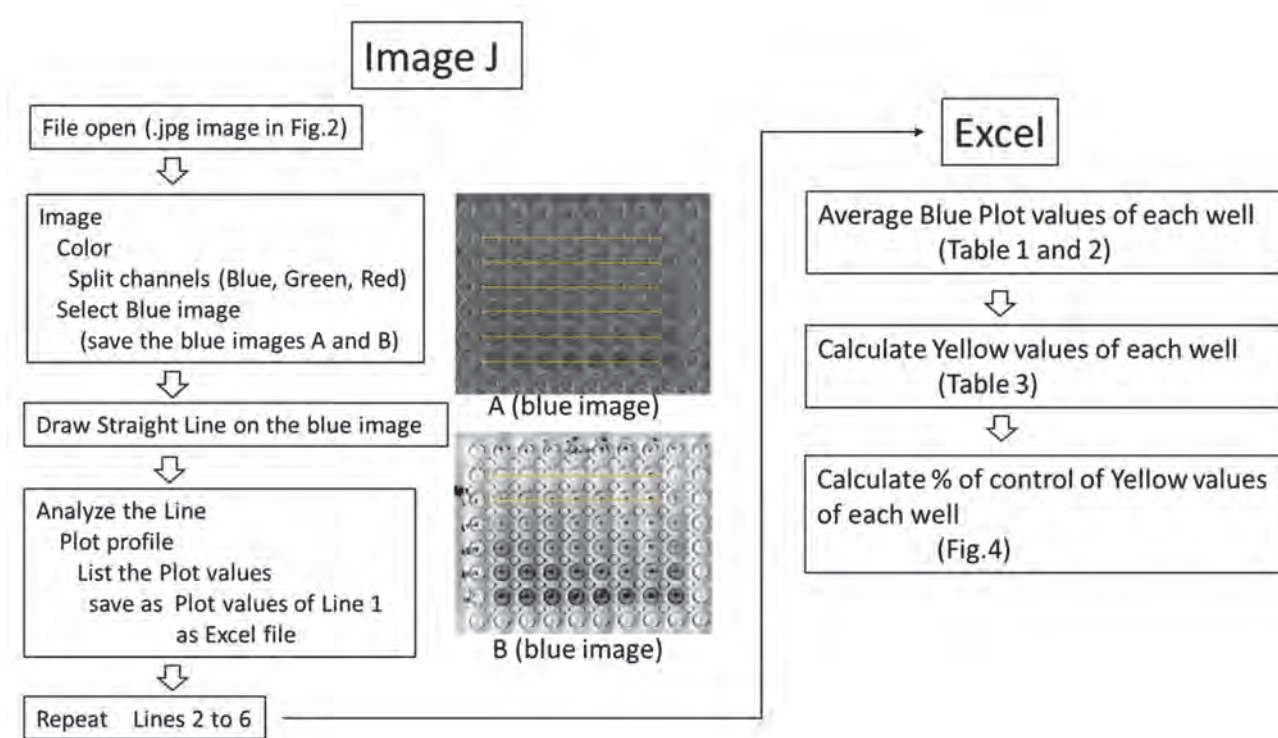 Image J
File open (.jpg image in Fig.2)
Image
Color
Split channels (Blue, Green, Red)
Select Blue image
(save the blue images A and B)
Draw Straight Line on the blue image
Analyze the Line
Plot profile
List the Plot values
save as Plot values of Line 1
as Excel file
Repeat Lines 2 to 6
A (blue image)
B (blue image)
Excel
Average Blue Plot values of each well
(Table 1 and 2)
Calculate Yellow values of each well
(Table 3)
Calculate % of control of Yellow values
of each well
(Fig.4)